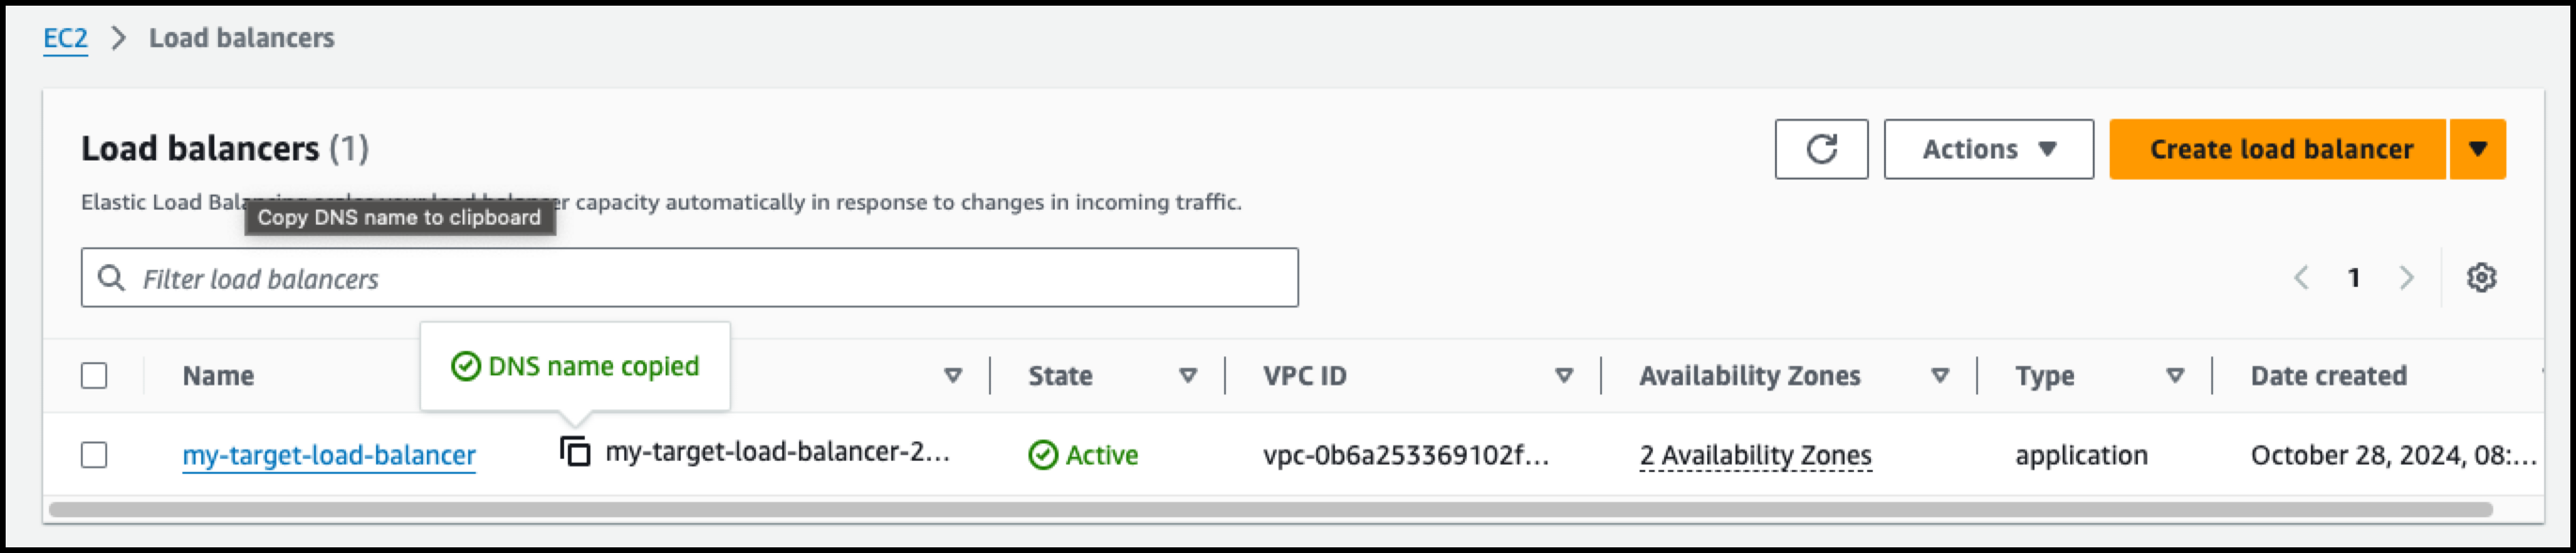 EC2 > Load balancers
Load balancers (1)
Actions
Create load balancer
Elastic Load Ba er capacity automatically in response to changes in incoming traffic.
Copy DNS name to clipboard
Filter load balancers
1
DNS name copied
Name State VPC ID Availability Zones Type Date created
my-target-load-balancer my-target-load-balancer-2... Active vpc-0b6a253369102f... 2 Availability Zones application October 28, 2024, 08:...